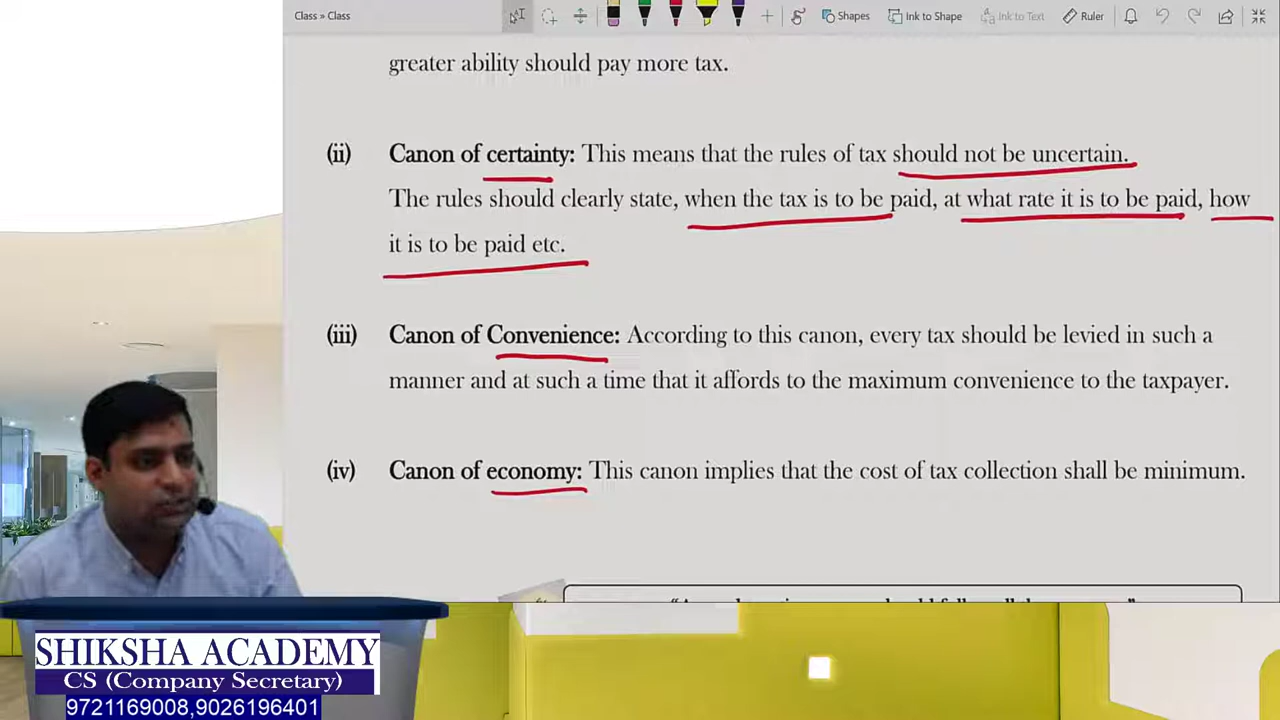 Class » Class
Shapes
Ink to Shape
Ink to Text
Ruler
greater ability should pay more tax.
(ii) Canon of certainty: This means that the rules of tax should not be uncertain.
The rules should clearly state, when the tax is to be paid, at what rate it is to be paid, how
it is to be paid etc.
(iii) Canon of Convenience: According to this canon, every tax should be levied in such a
manner and at such a time that it affords to the maximum convenience to the taxpayer.
(iv) Canon of economy: This canon implies that the cost of tax collection shall be minimum.
SHIKSHA ACADEMY
CS (Company Secretary)
9721169008,9026196401